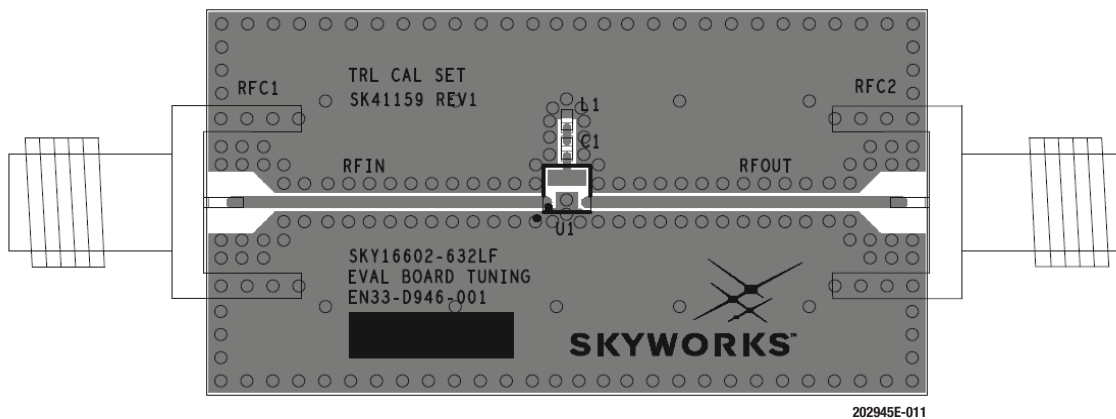 TRL CAL SET
SK41159 REV1
RFC1
RFC2
L1
C1
RFIN
RFOUT
U1
SKY16602-632LF
EVAL BOARD TUNING
EN33-D946-001
SKYWORKS™
202945E-011